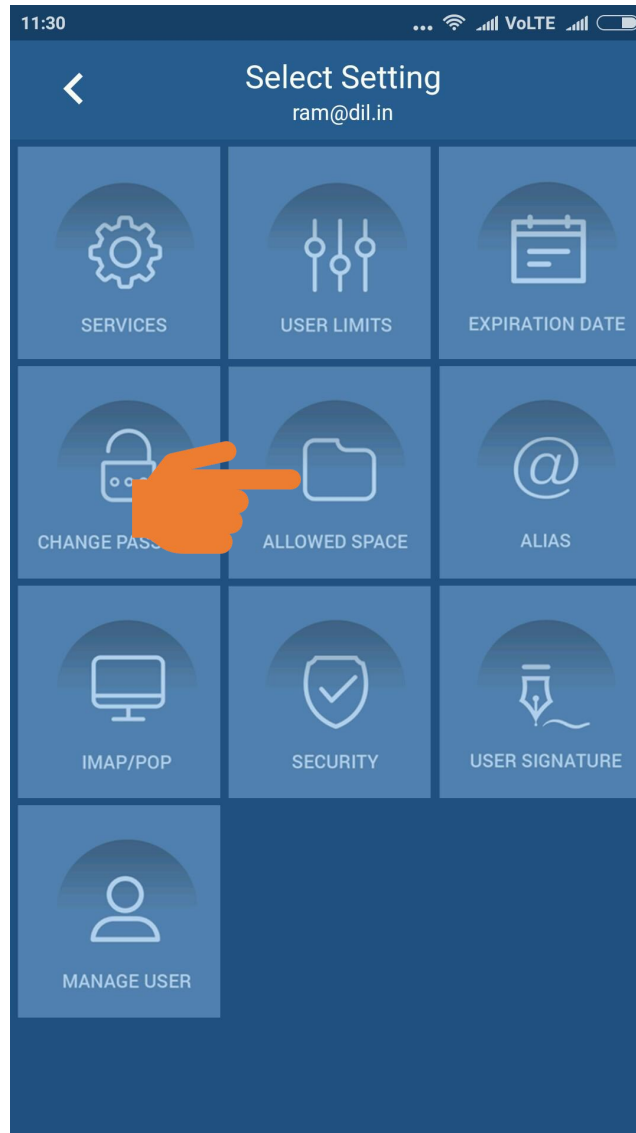 11:30 ... VoLTE
Select Setting
ram@dil.in
SERVICES USER LIMITS EXPIRATION DATE
CHANGE ALLOWED SPACE ALIAS
IMAP/POP SECURITY USER SIGNATURE
MANAGE USER